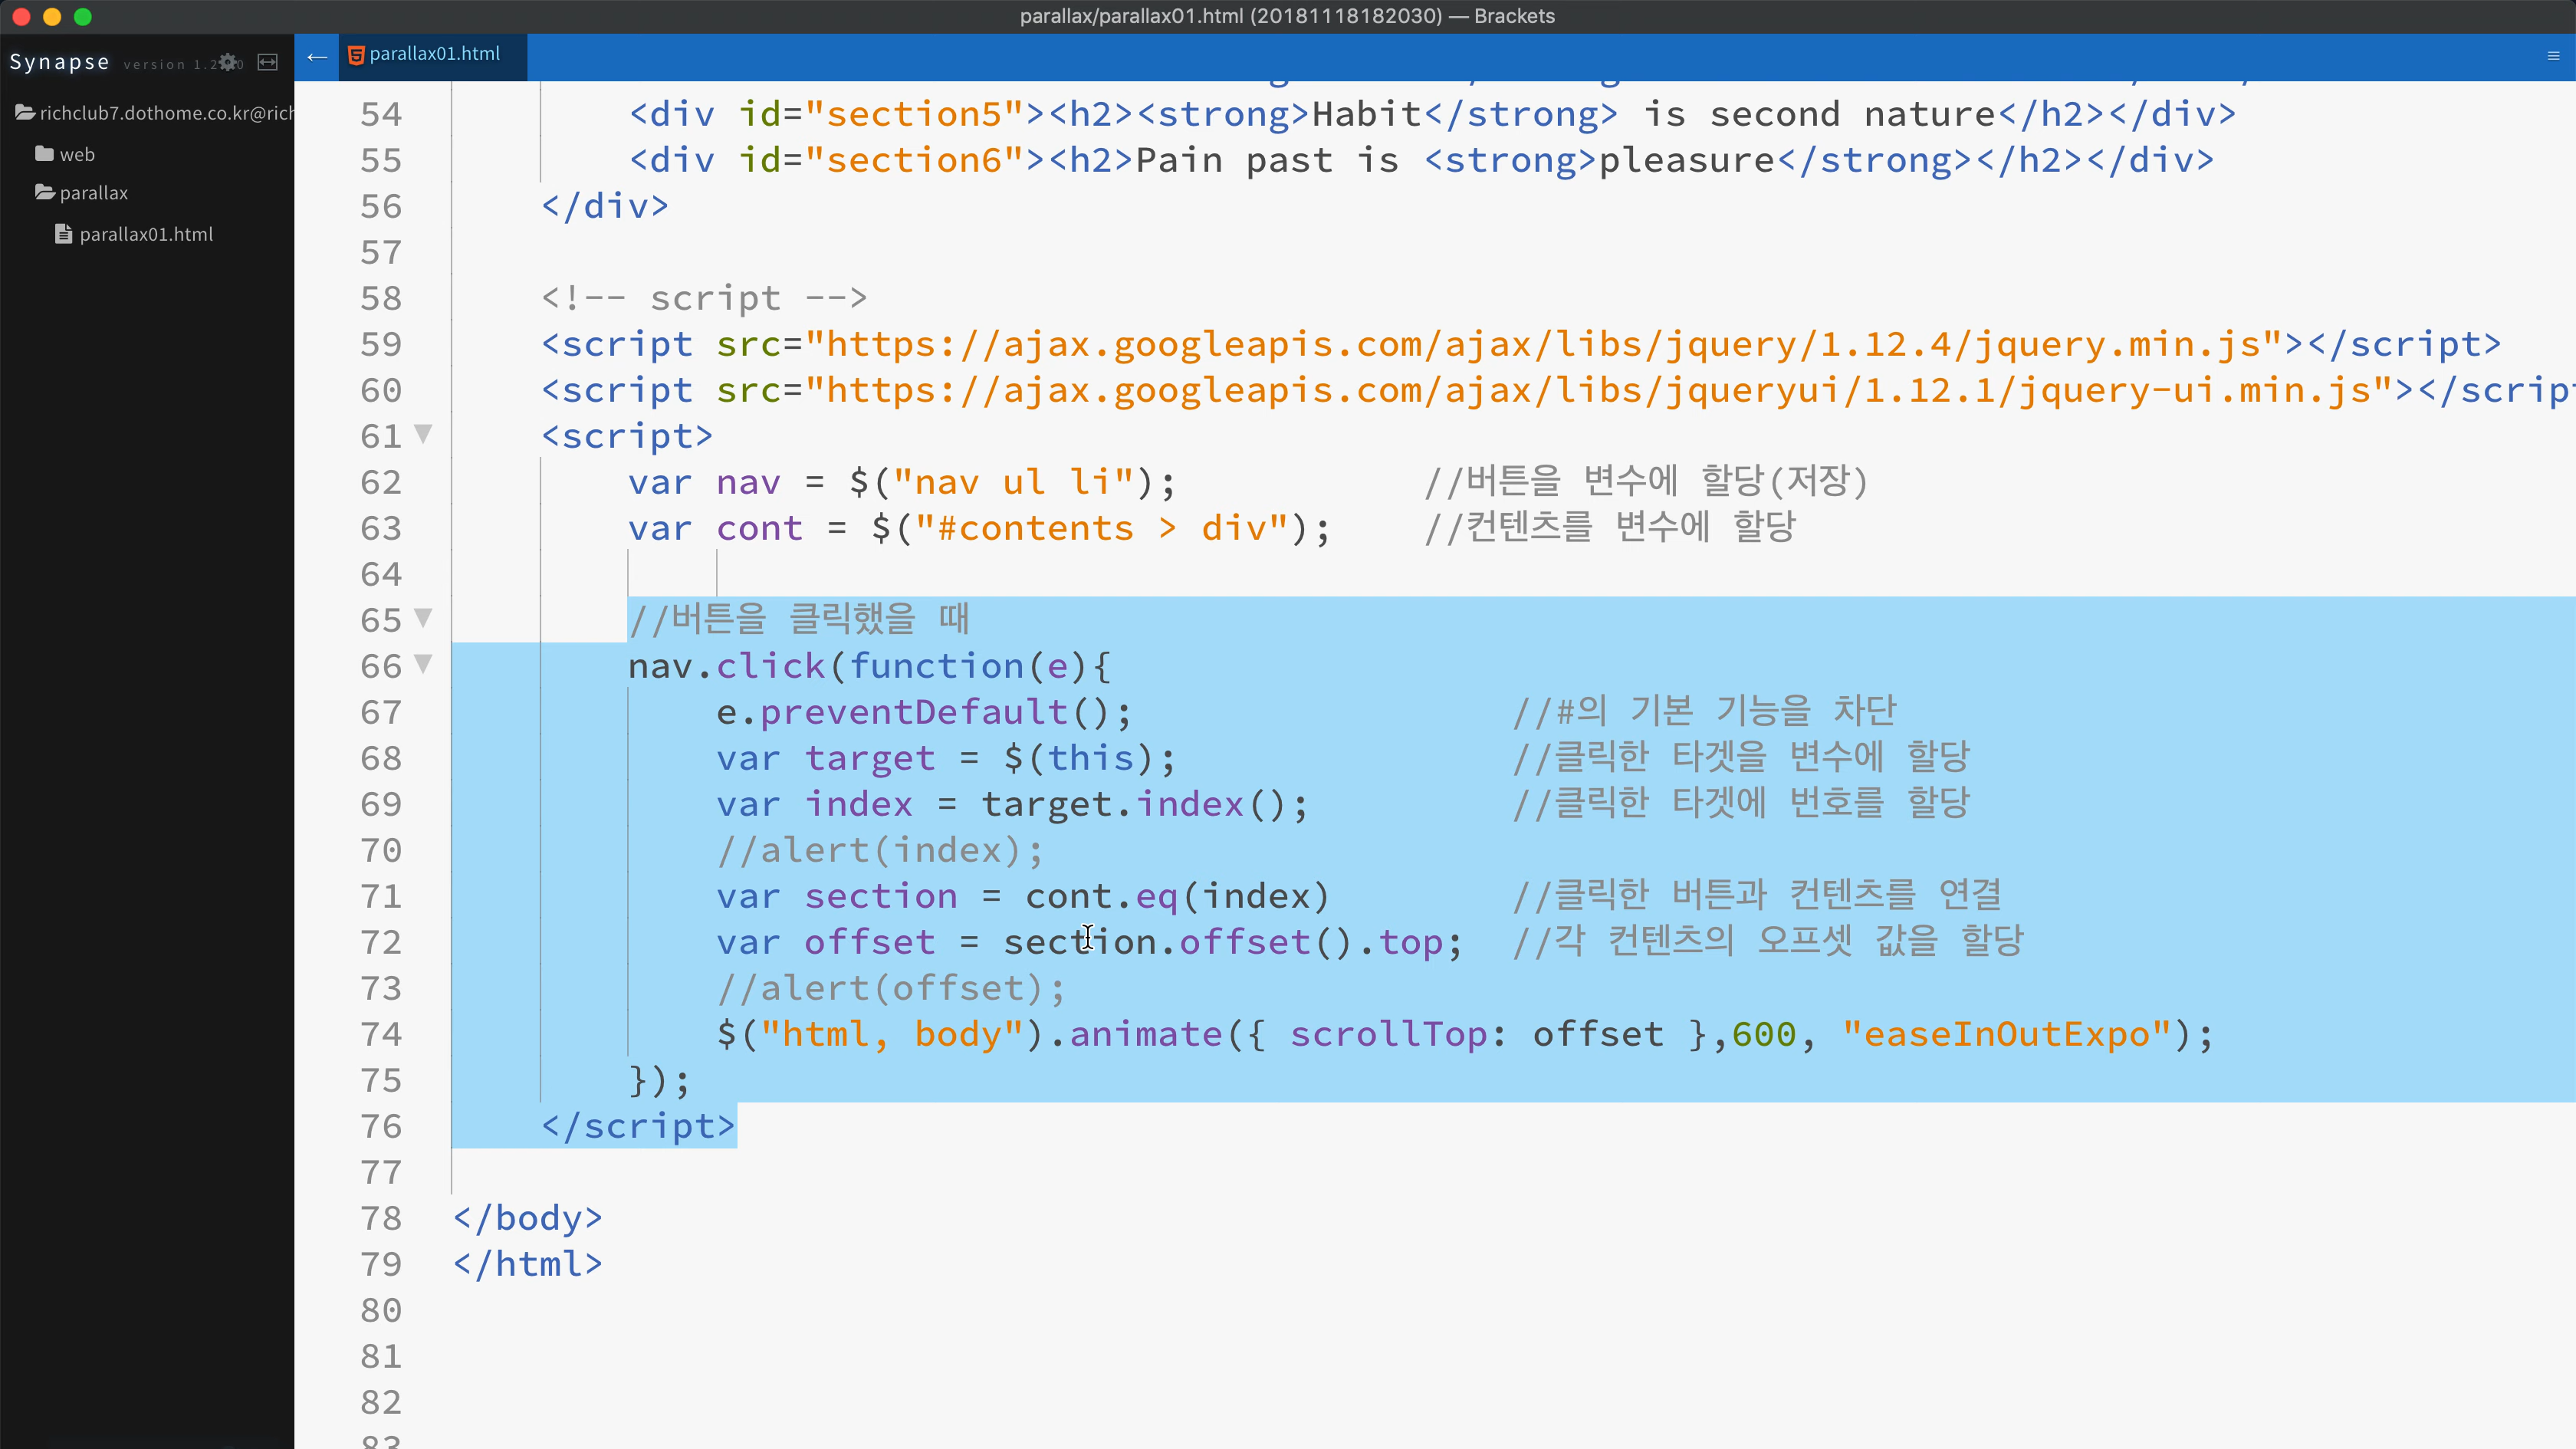 parallax/parallax01.html (20181118182030) — Brackets
Synapse version 1.2
← parallax01.html
richclub7.dothome.co.kr@rich
web
parallax
parallax01.html
54 <div id="section5"><h2><strong>Habit</strong> is second nature</h2></div>
55 <div id="section6"><h2>Pain past is <strong>pleasure</strong></h2></div>
56 </div>
57
58 <!-- script -->
59 <script src="https://ajax.googleapis.com/ajax/libs/jquery/1.12.4/jquery.min.js"></script>
60 <script src="https://ajax.googleapis.com/ajax/libs/jqueryui/1.12.1/jquery-ui.min.js"></scrip
61 <script>
62 var nav = $("nav ul li"); //버튼을 변수에 할당(저장)
63 var cont = $("#contents > div"); //컨텐츠를 변수에 할당
64
65 //버튼을 클릭했을 때
66 nav.click(function(e){
67 e.preventDefault(); //#의 기본 기능을 차단
68 var target = $(this); //클릭한 타겟을 변수에 할당
69 var index = target.index(); //클릭한 타겟에 번호를 할당
70 //alert(index);
71 var section = cont.eq(index) //클릭한 버튼과 컨텐츠를 연결
72 var offset = section.offset().top; //각 컨텐츠의 오프셋 값을 할당
73 //alert(offset);
74 $("html, body").animate({ scrollTop: offset },600, "easeInOutExpo");
75 });
76 </script>
77
78 </body>
79 </html>
80
81
82
83